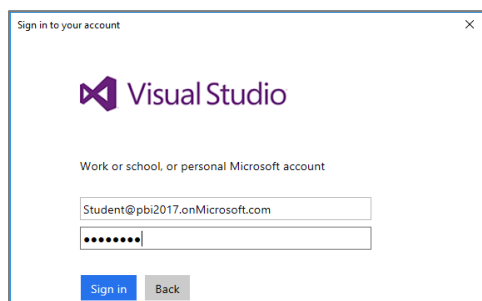 Sign in to your account
Visual Studio
Work or school, or personal Microsoft account
Student@pbi2017.onMicrosoft.com
••••••••
Sign in Back